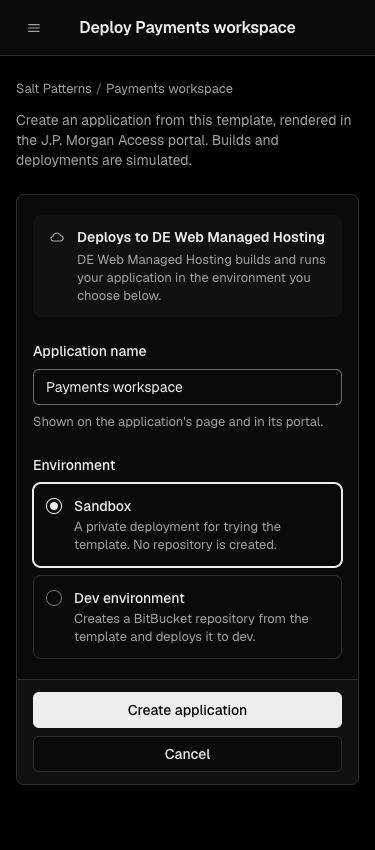 Deploy Payments workspace
Salt Patterns / Payments workspace
Create an application from this template, rendered in
the J.P. Morgan Access portal. Builds and
deployments are simulated.
Deploys to DE Web Managed Hosting
DE Web Managed Hosting builds and runs
your application in the environment you
choose below.
Application name
Payments workspace
Shown on the application's page and in its portal.
Environment
Sandbox
A private deployment for trying the
template. No repository is created.
Dev environment
Creates a BitBucket repository from the
template and deploys it to dev.
Create application
Cancel